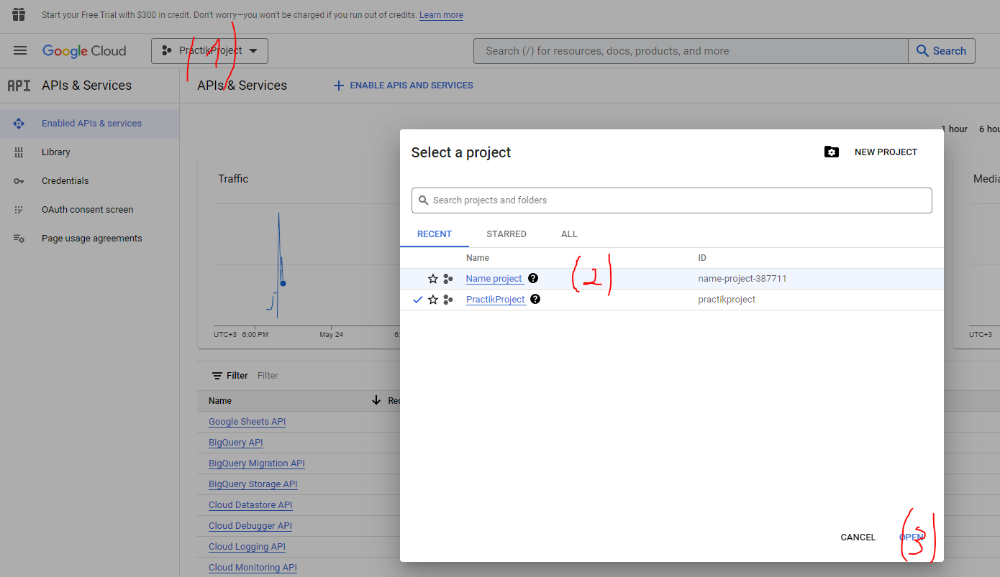 Start your Free Trial with $300 in credit. Don't worry—you won't be charged if you run out of credits. Learn more
Google Cloud
PractikProject
(1)
Search (/) for resources, docs, products, and more
Search
API APIs & Services
APIs & Services
ENABLE APIS AND SERVICES
Enabled APIs & services
Library
Credentials
OAuth consent screen
Page usage agreements
1 hour 6 hou
Traffic
UTC+3 6:00 PM May 24 6:
Media
UTC+3
Filter Filter
Name Rec
Google Sheets API
BigQuery API
BigQuery Migration API
BigQuery Storage API
Cloud Datastore API
Cloud Debugger API
Cloud Logging API
Cloud Monitoring API
Select a project
NEW PROJECT
Search projects and folders
RECENT STARRED ALL
Name ID
Name project ? (2) name-project-387711
PractikProject ? practikproject
CANCEL OPEN
(3)